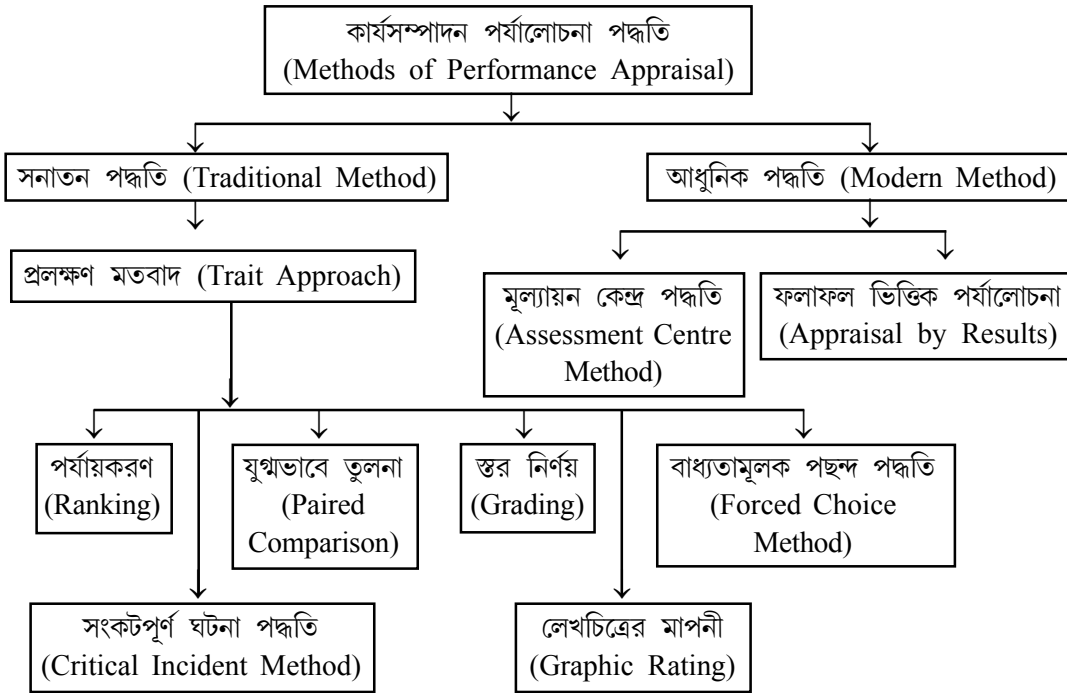 কার্যসম্পাদন পর্যালোচনা পদ্ধতি
(Methods of Performance Appraisal)
সনাতন পদ্ধতি (Traditional Method)
আধুনিক পদ্ধতি (Modern Method)
প্রলক্ষণ মতবাদ (Trait Approach)
মূল্যায়ন কেন্দ্র পদ্ধতি
(Assessment Centre
Method)
ফলাফল ভিত্তিক পর্যালোচনা
(Appraisal by Results)
পর্যায়করণ
(Ranking)
যুগ্মভাবে তুলনা
(Paired
Comparison)
স্তর নির্ণয়
(Grading)
বাধ্যতামূলক পছন্দ পদ্ধতি
(Forced Choice
Method)
সংকটপূর্ণ ঘটনা পদ্ধতি
(Critical Incident Method)
লেখচিত্রের মাপনী
(Graphic Rating)